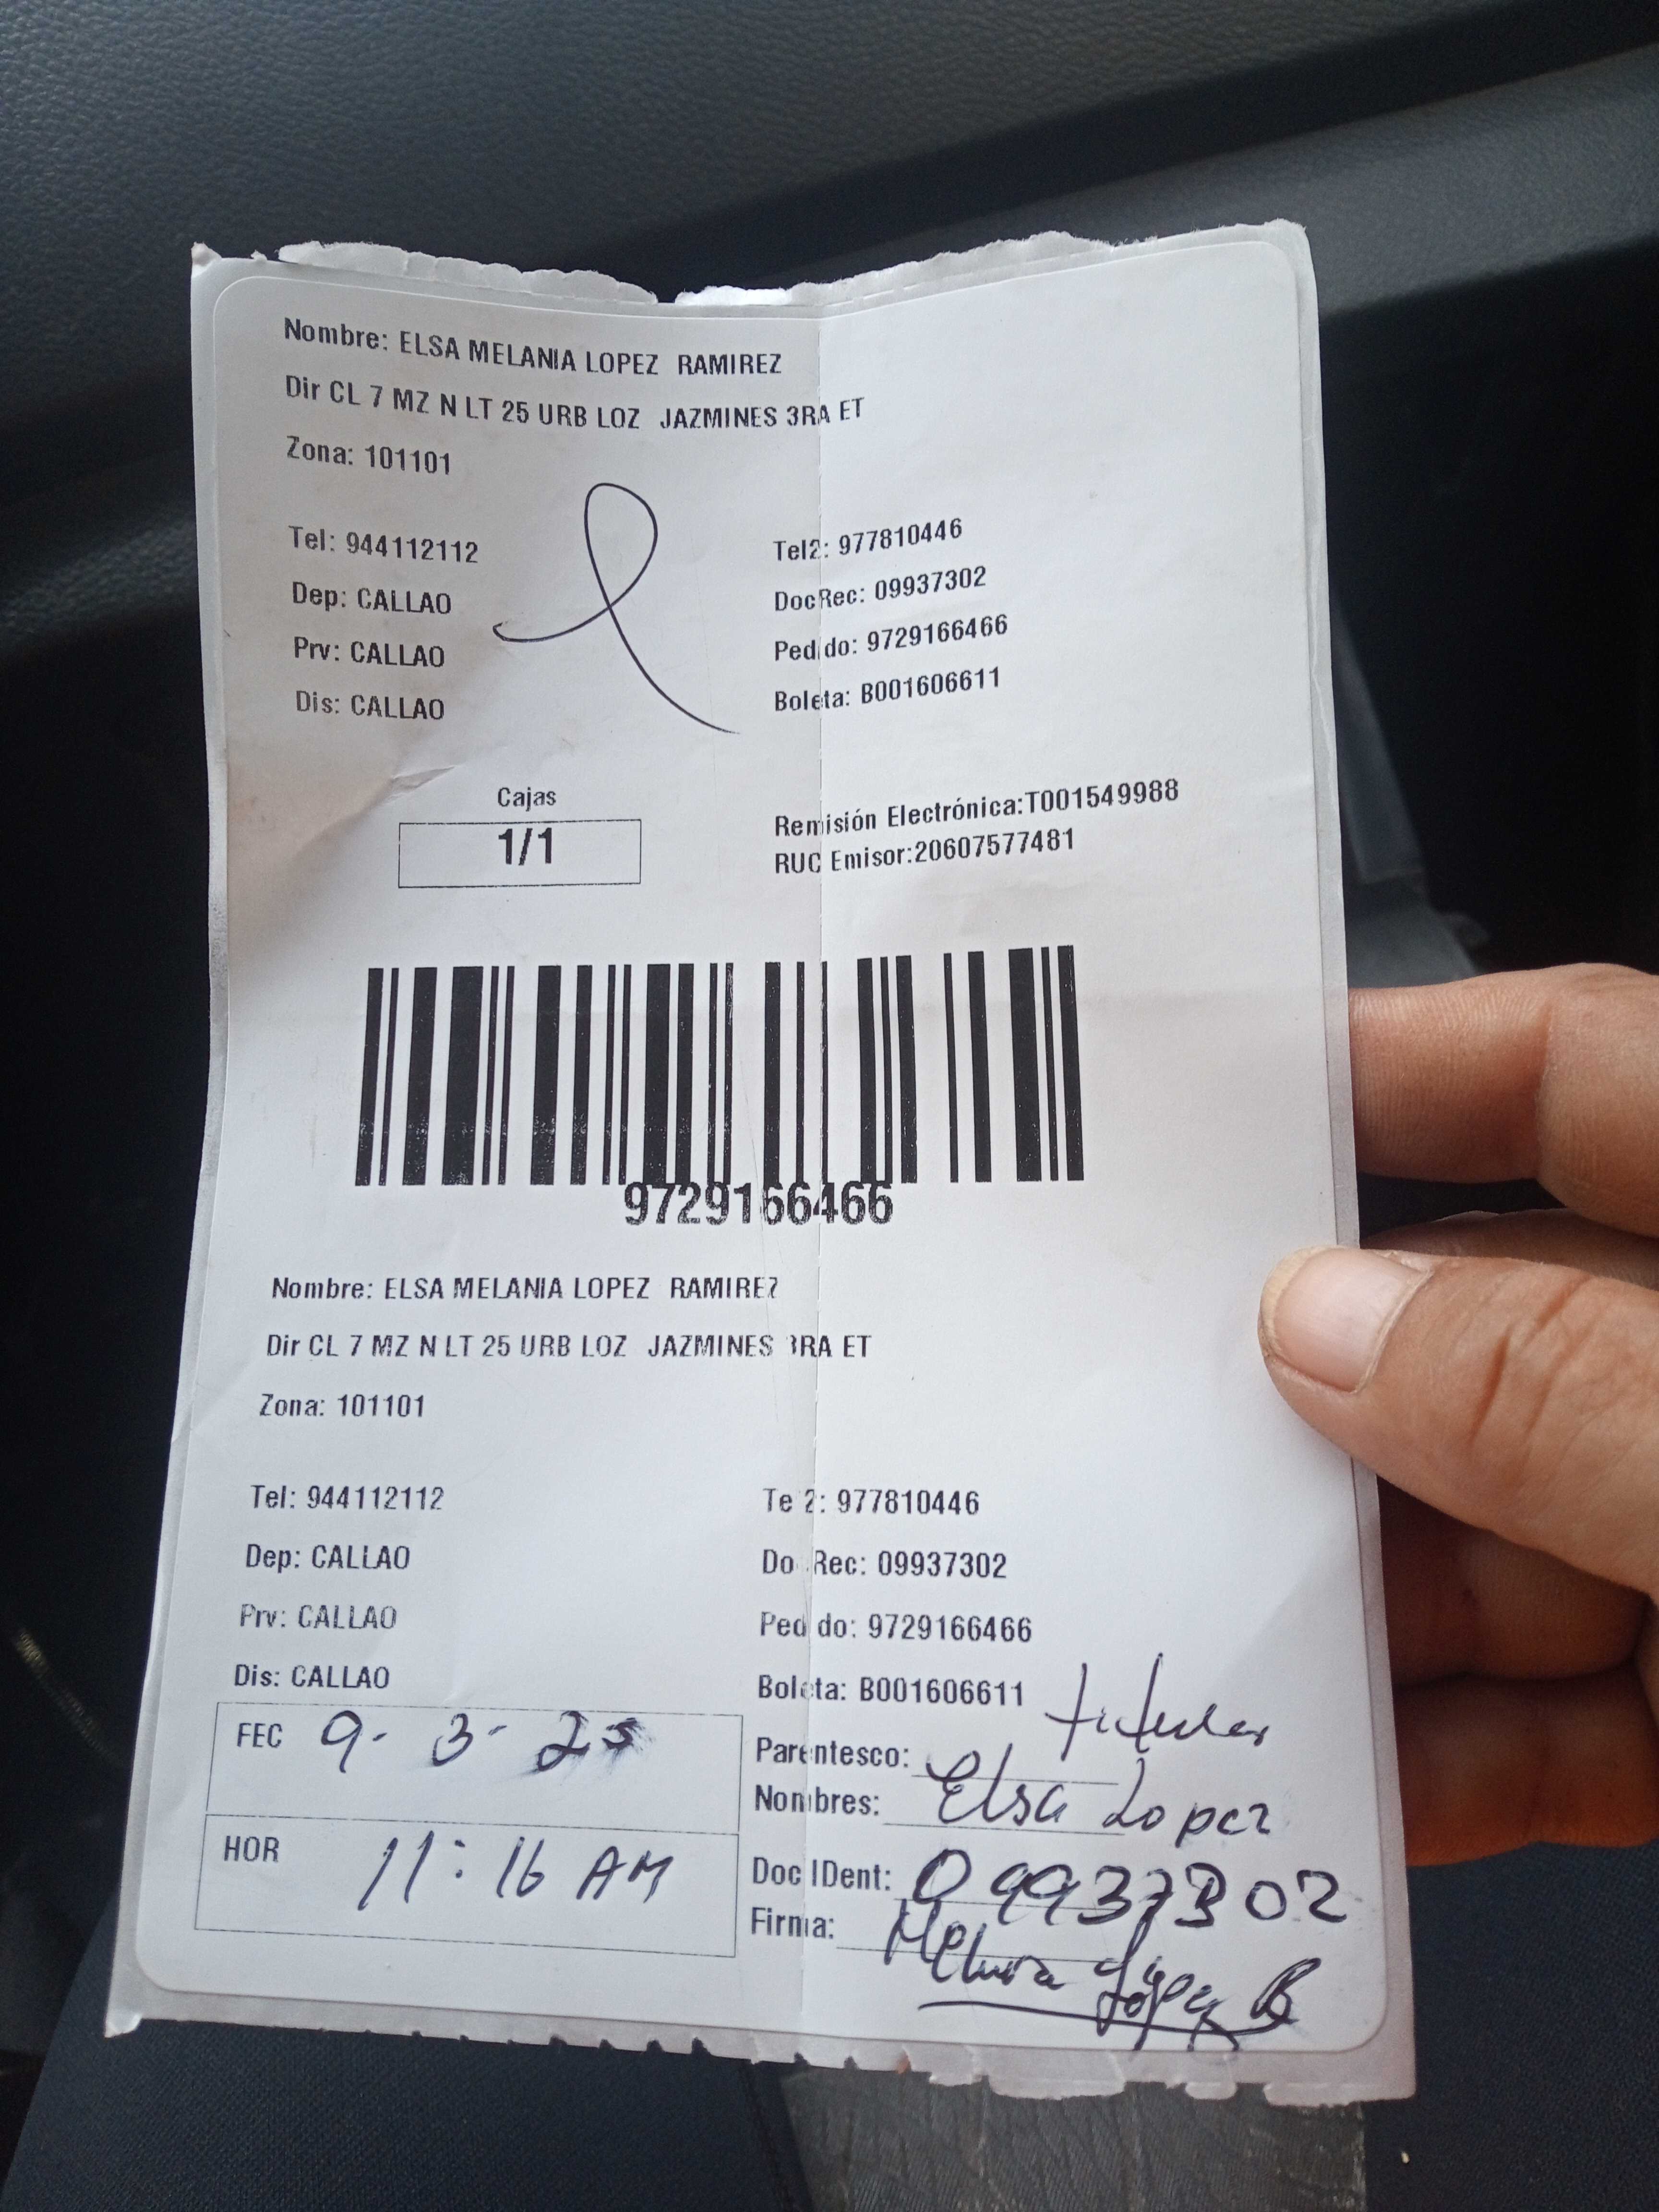 Nombre: ELSA MELANIA LOPEZ RAMIREZ
Dir CL 7 MZ N LT 25 URB LOZ JAZMINES 3RA ET
Zona: 101101
Tel: 944112112 Tel2: 977810446
Dep: CALLAO DocRec: 09937302
Prv: CALLAO Pedido: 9729166466
Dis: CALLAO Boleta: B001606611
Cajas
1/1
Remisión Electrónica:T001549988
RUC Emisor:20607577481
9729166466
Nombre: ELSA MELANIA LOPEZ RAMIREZ
Dir CL 7 MZ N LT 25 URB LOZ JAZMINES 3RA ET
Zona: 101101
Tel: 944112112 Te 2: 977810446
Dep: CALLAO Do Rec: 09937302
Prv: CALLAO Pedido: 9729166466
Dis: CALLAO Boleta: B001606611
FEC 9-3-25
Parentesco: titular
Nombres: Elsa Lopez
HOR 11:16 AM
Doc IDent: 09937302
Firma: López R